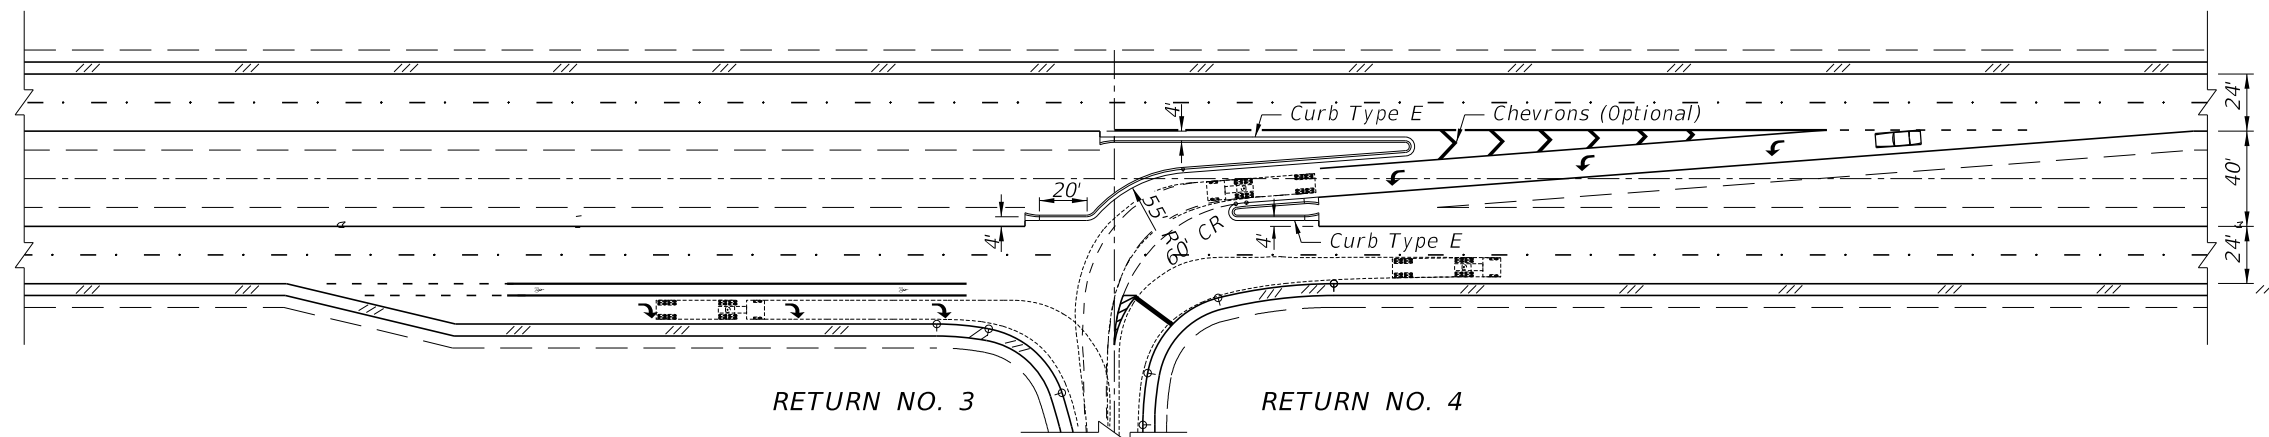 4'
Curb Type E
Chevrons (Optional)
24'
20'
40'
4'
55' R
60' CR
4'
Curb Type E
24'
RETURN NO. 3
RETURN NO. 4